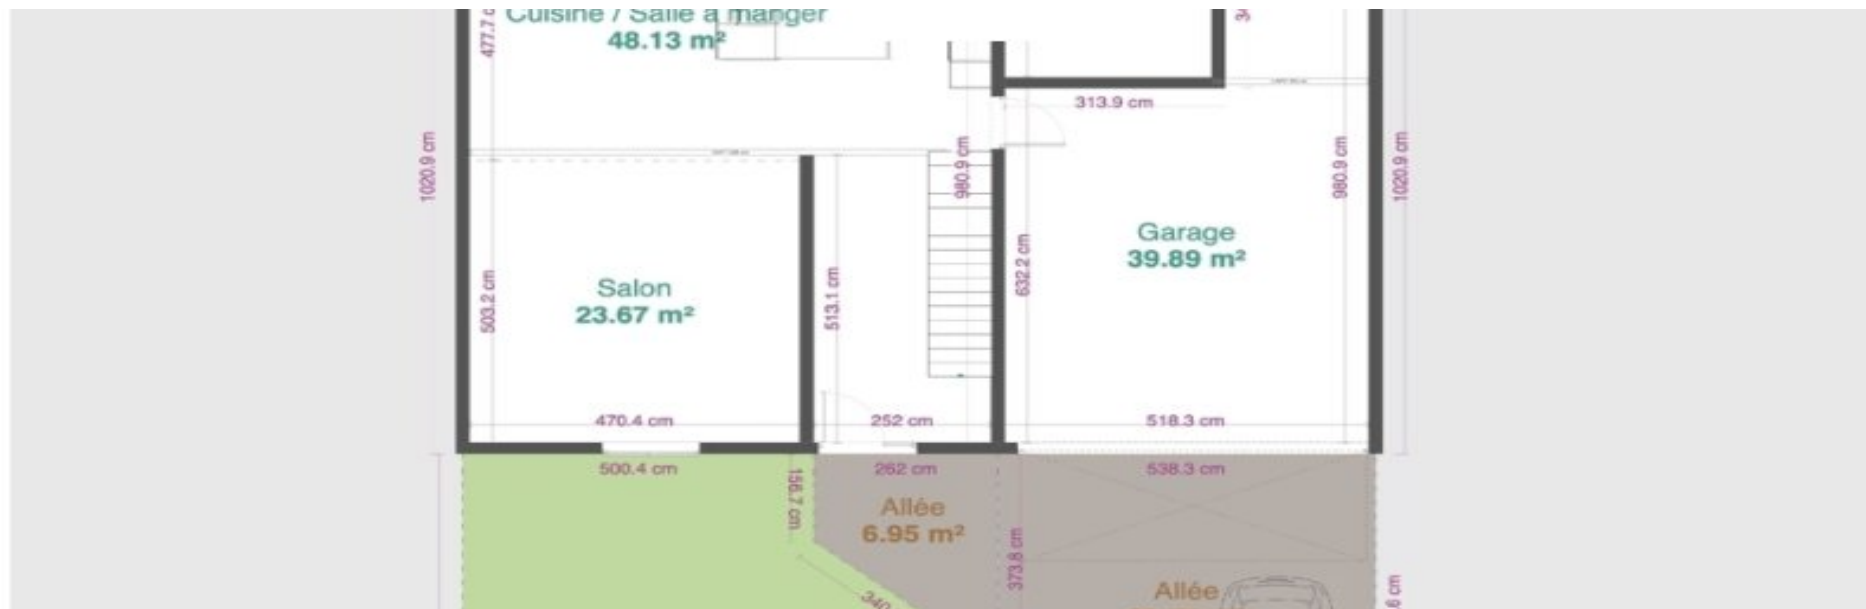 Cuisine / Salle à manger
48.13 m²
477.7 c
34
313.9 cm
1020.9 cm
980.9 cm
980.9 cm
1020.9 cm
Garage
39.89 m²
632.2 cm
Salon
23.67 m²
503.2 cm
513.1 cm
470.4 cm
252 cm
518.3 cm
500.4 cm
262 cm
538.3 cm
156.7 cm
Allée
6.95 m²
373.8 cm
Allée
340
6 cm